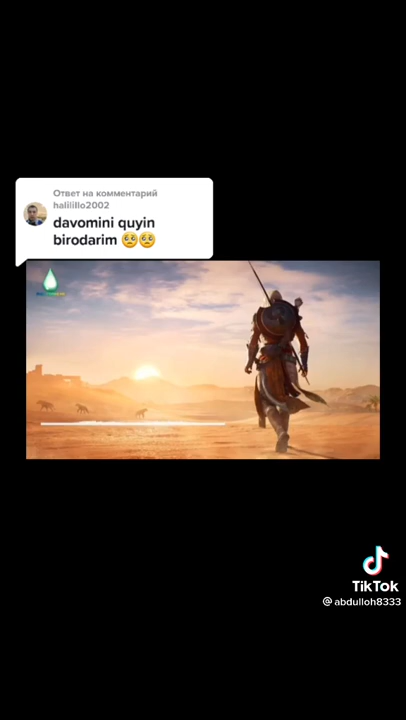 Ответ на комментарий
halilillo2002
davomini quyin
birodarim 🥺🥺
TikTok
@abdulloh8333